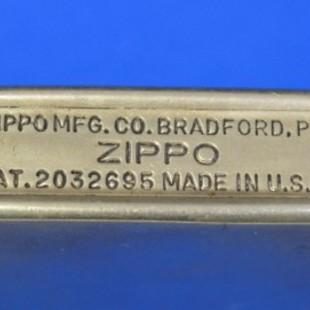 IPPO MFG. CO. BRADFORD, P
ZIPPO
AT. 2032695 MADE IN U.S.